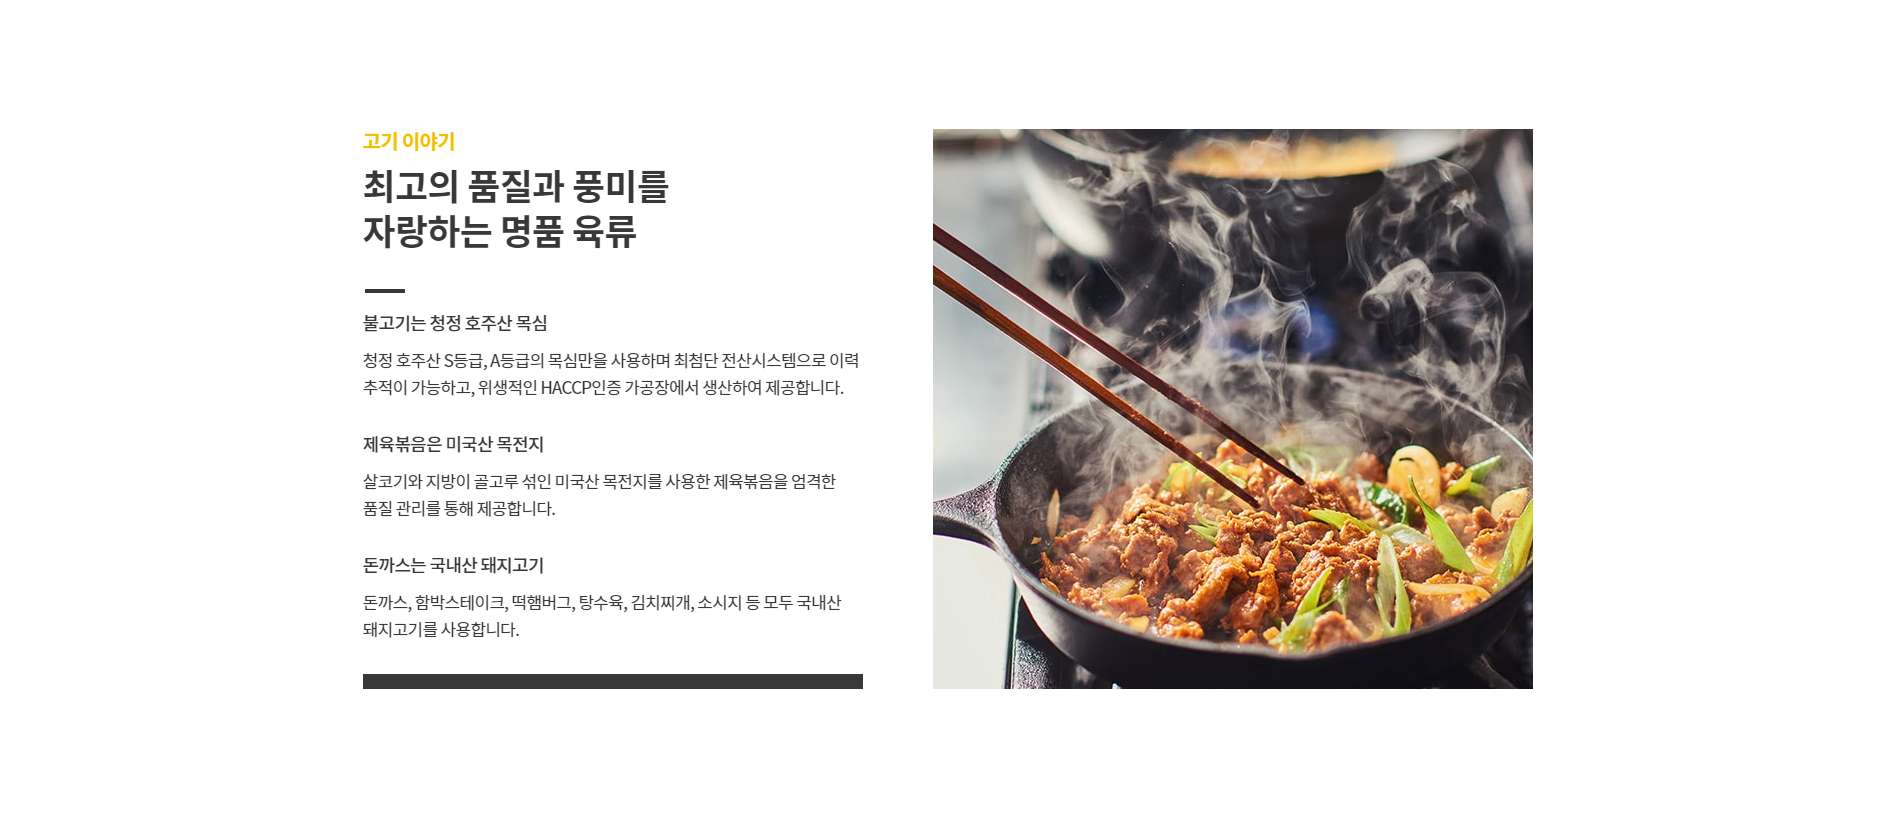 고기 이야기
최고의 품질과 풍미를
자랑하는 명품 육류
불고기는 청정 호주산 목심
청정 호주산 S등급, A등급의 목심만을 사용하며 최첨단 전산시스템으로 이력
추적이 가능하고, 위생적인 HACCP인증 가공장에서 생산하여 제공합니다.
제육볶음은 미국산 목전지
살코기와 지방이 골고루 섞인 미국산 목전지를 사용한 제육볶음을 엄격한
품질 관리를 통해 제공합니다.
돈까스는 국내산 돼지고기
돈까스, 함박스테이크, 떡햄버그, 탕수육, 김치찌개, 소시지 등 모두 국내산
돼지고기를 사용합니다.